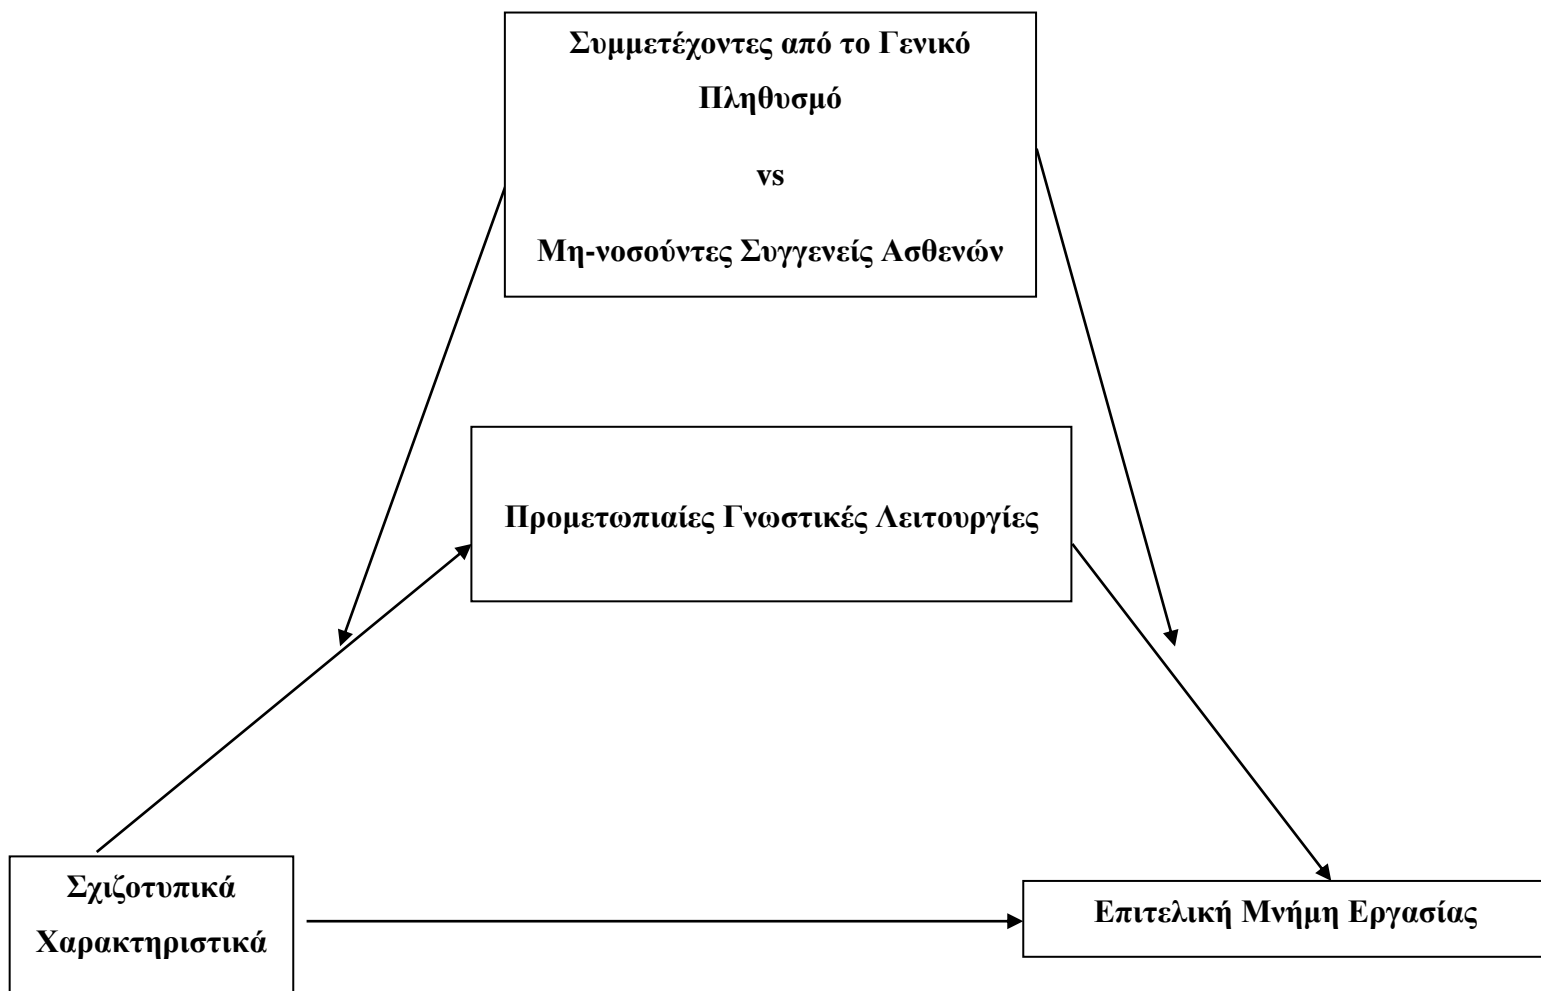 Συμμετέχοντες από το Γενικό
Πληθυσμό
vs
Μη-νοσούντες Συγγενείς Ασθενών
Προμετωπιαίες Γνωστικές Λειτουργίες
Σχιζοτυπικά
Χαρακτηριστικά
Επιτελική Μνήμη Εργασίας